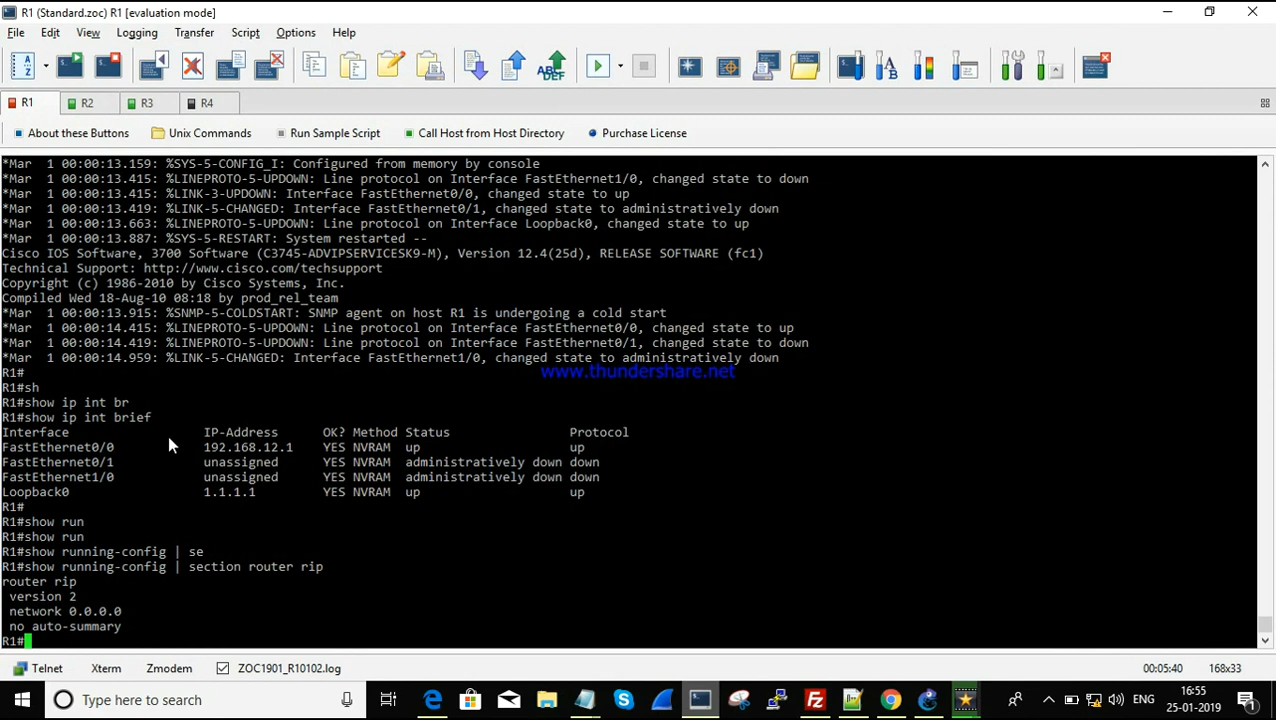 R1 (Standard.zoc) R1 [evaluation mode]
File Edit View Logging Transfer Script Options Help
R1 R2 R3 R4
About these Buttons Unix Commands Run Sample Script Call Host from Host Directory Purchase License
*Mar  1 00:00:13.159: %SYS-5-CONFIG_I: Configured from memory by console
*Mar  1 00:00:13.415: %LINEPROTO-5-UPDOWN: Line protocol on Interface FastEthernet1/0, changed state to down
*Mar  1 00:00:13.415: %LINK-3-UPDOWN: Interface FastEthernet0/0, changed state to up
*Mar  1 00:00:13.419: %LINK-5-CHANGED: Interface FastEthernet0/1, changed state to administratively down
*Mar  1 00:00:13.663: %LINEPROTO-5-UPDOWN: Line protocol on Interface Loopback0, changed state to up
*Mar  1 00:00:13.887: %SYS-5-RESTART: System restarted --
Cisco IOS Software, 3700 Software (C3745-ADVIPSERVICESK9-M), Version 12.4(25d), RELEASE SOFTWARE (fc1)
Technical Support: http://www.cisco.com/techsupport
Copyright (c) 1986-2010 by Cisco Systems, Inc.
Compiled Wed 18-Aug-10 08:18 by prod_rel_team
*Mar  1 00:00:13.915: %SNMP-5-COLDSTART: SNMP agent on host R1 is undergoing a cold start
*Mar  1 00:00:14.415: %LINEPROTO-5-UPDOWN: Line protocol on Interface FastEthernet0/0, changed state to up
*Mar  1 00:00:14.419: %LINEPROTO-5-UPDOWN: Line protocol on Interface FastEthernet0/1, changed state to down
*Mar  1 00:00:14.959: %LINK-5-CHANGED: Interface FastEthernet1/0, changed state to administratively down
www.thundershare.net
R1#
R1#sh
R1#show ip int br
R1#show ip int brief
Interface IP-Address OK? Method Status Protocol
FastEthernet0/0 192.168.12.1 YES NVRAM up up
FastEthernet0/1 unassigned YES NVRAM administratively down down
FastEthernet1/0 unassigned YES NVRAM administratively down down
Loopback0 1.1.1.1 YES NVRAM up up
R1#
R1#show run
R1#show run
R1#show running-config | se
R1#show running-config | section router rip
router rip
version 2
network 0.0.0.0
no auto-summary
R1#
Telnet Xterm Zmodem ZOC1901_R10102.log 00:05:40 168x33
Type here to search ENG 16:55
25-01-2019